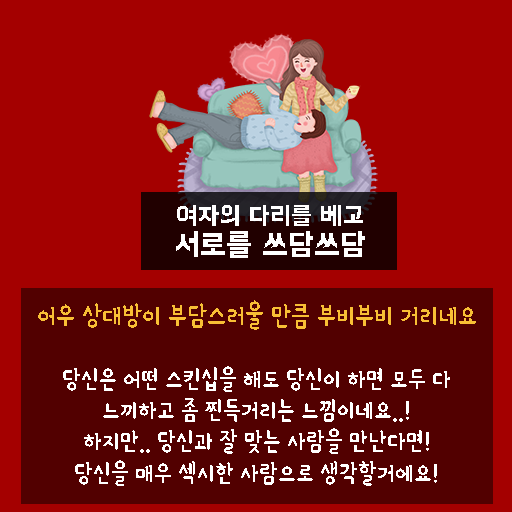 여자의 다리를 베고
서로를 쓰담쓰담
어우 상대방이 부담스러울 만큼 부비부비 거리네요
당신은 어떤 스킨십을 해도 당신이 하면 모두 다
느끼하고 좀 찐득거리는 느낌이네요..!
하지만.. 당신과 잘 맞는 사람을 만난다면!
당신을 매우 섹시한 사람으로 생각할거에요!